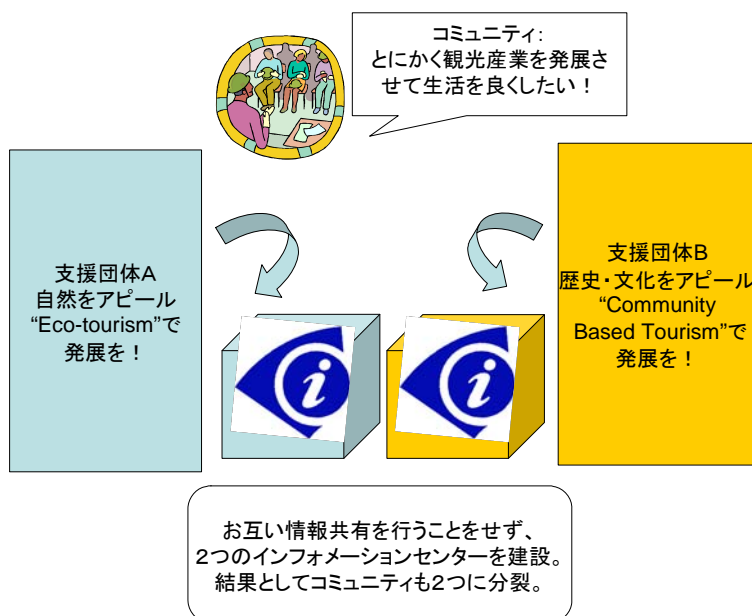 コミュニティ:
とにかく観光産業を発展さ
せて生活を良くしたい！
支援団体A
自然をアピール
“Eco-tourism”で
発展を！
支援団体B
歴史・文化をアピール
“Community
Based Tourism”で
発展を！
i
i
お互い情報共有を行うことをせず、
２つのインフォメーションセンターを建設。
結果としてコミュニティも２つに分裂。